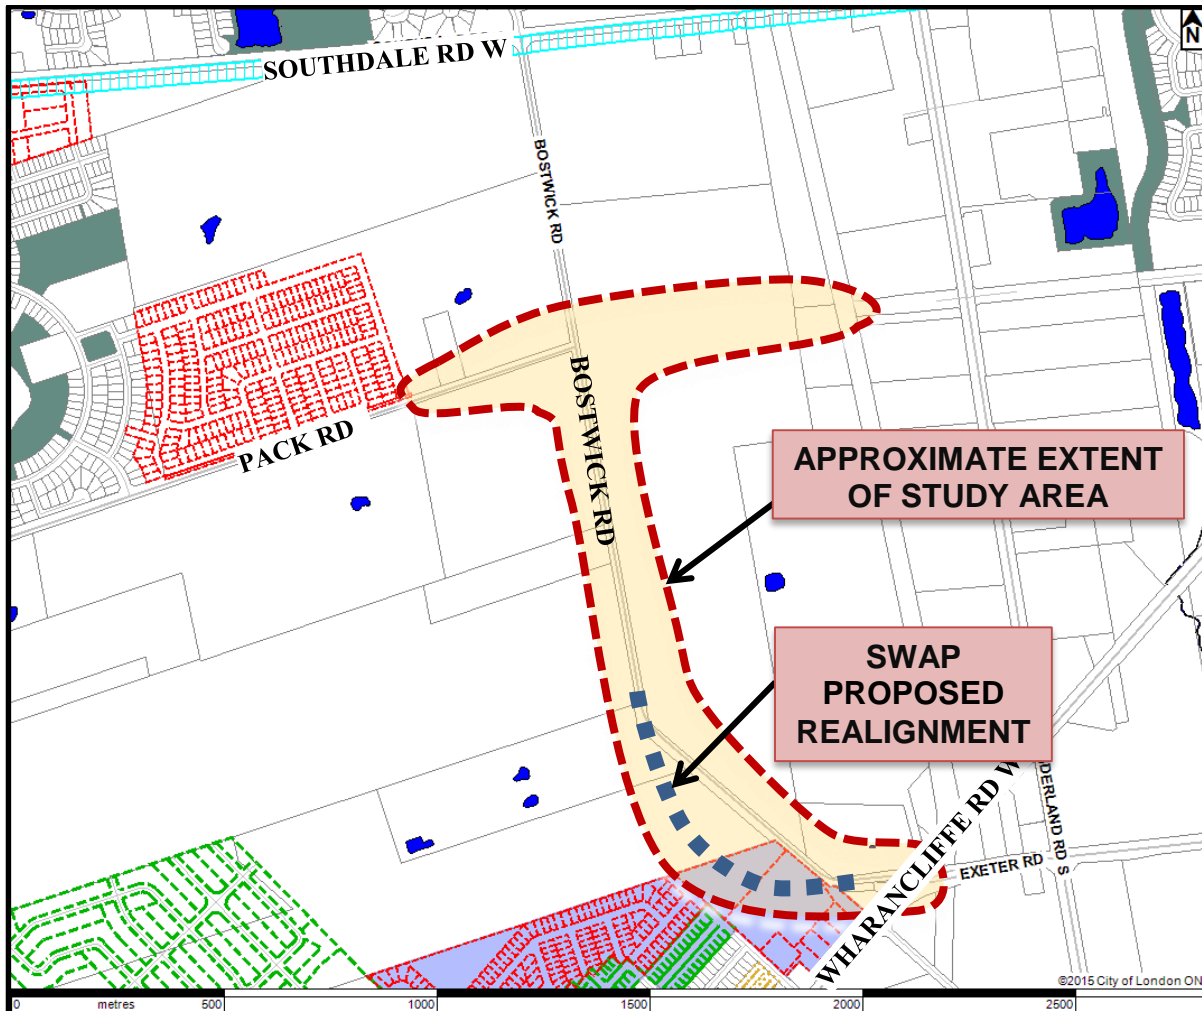 N
SOUTHDALE RD W
BOSTWICK RD
BOSTWICK RD
PACK RD
APPROXIMATE EXTENT
OF STUDY AREA
SWAP
PROPOSED
REALIGNMENT
WHARANCLIFFE RD W
DERLAND RD S
EXETER RD
©2015 City of London ON
0 metres 500 1000 1500 2000 2500